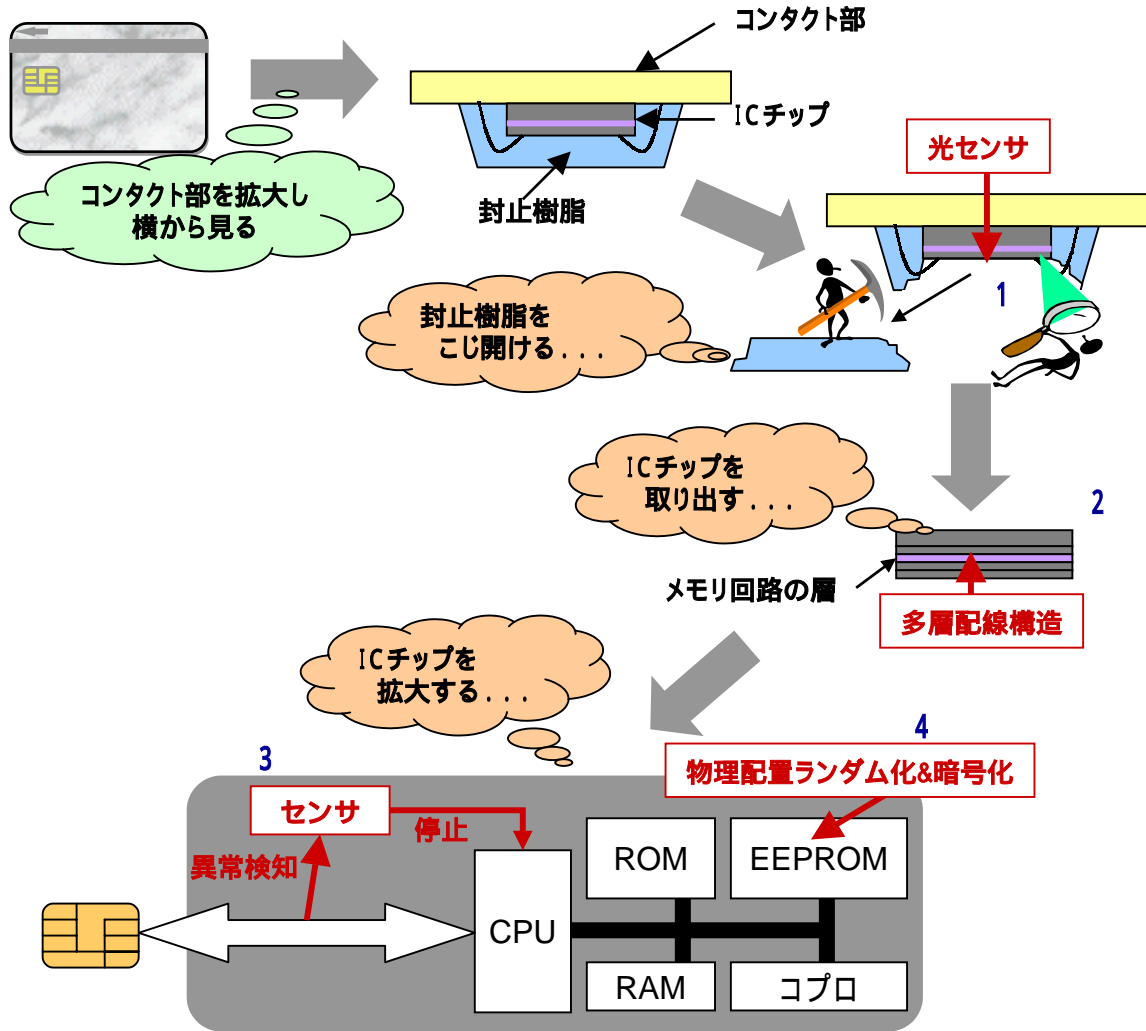 コンタクト部
ICチップ
封止樹脂
コンタクト部を拡大し
横から見る
光センサ
1
封止樹脂を
こじ開ける...
ICチップを
取り出す...
2
メモリ回路の層
多層配線構造
ICチップを
拡大する...
3
4
物理配置ランダム化&暗号化
センサ
停止
異常検知
CPU
ROM
EEPROM
RAM
コプロ